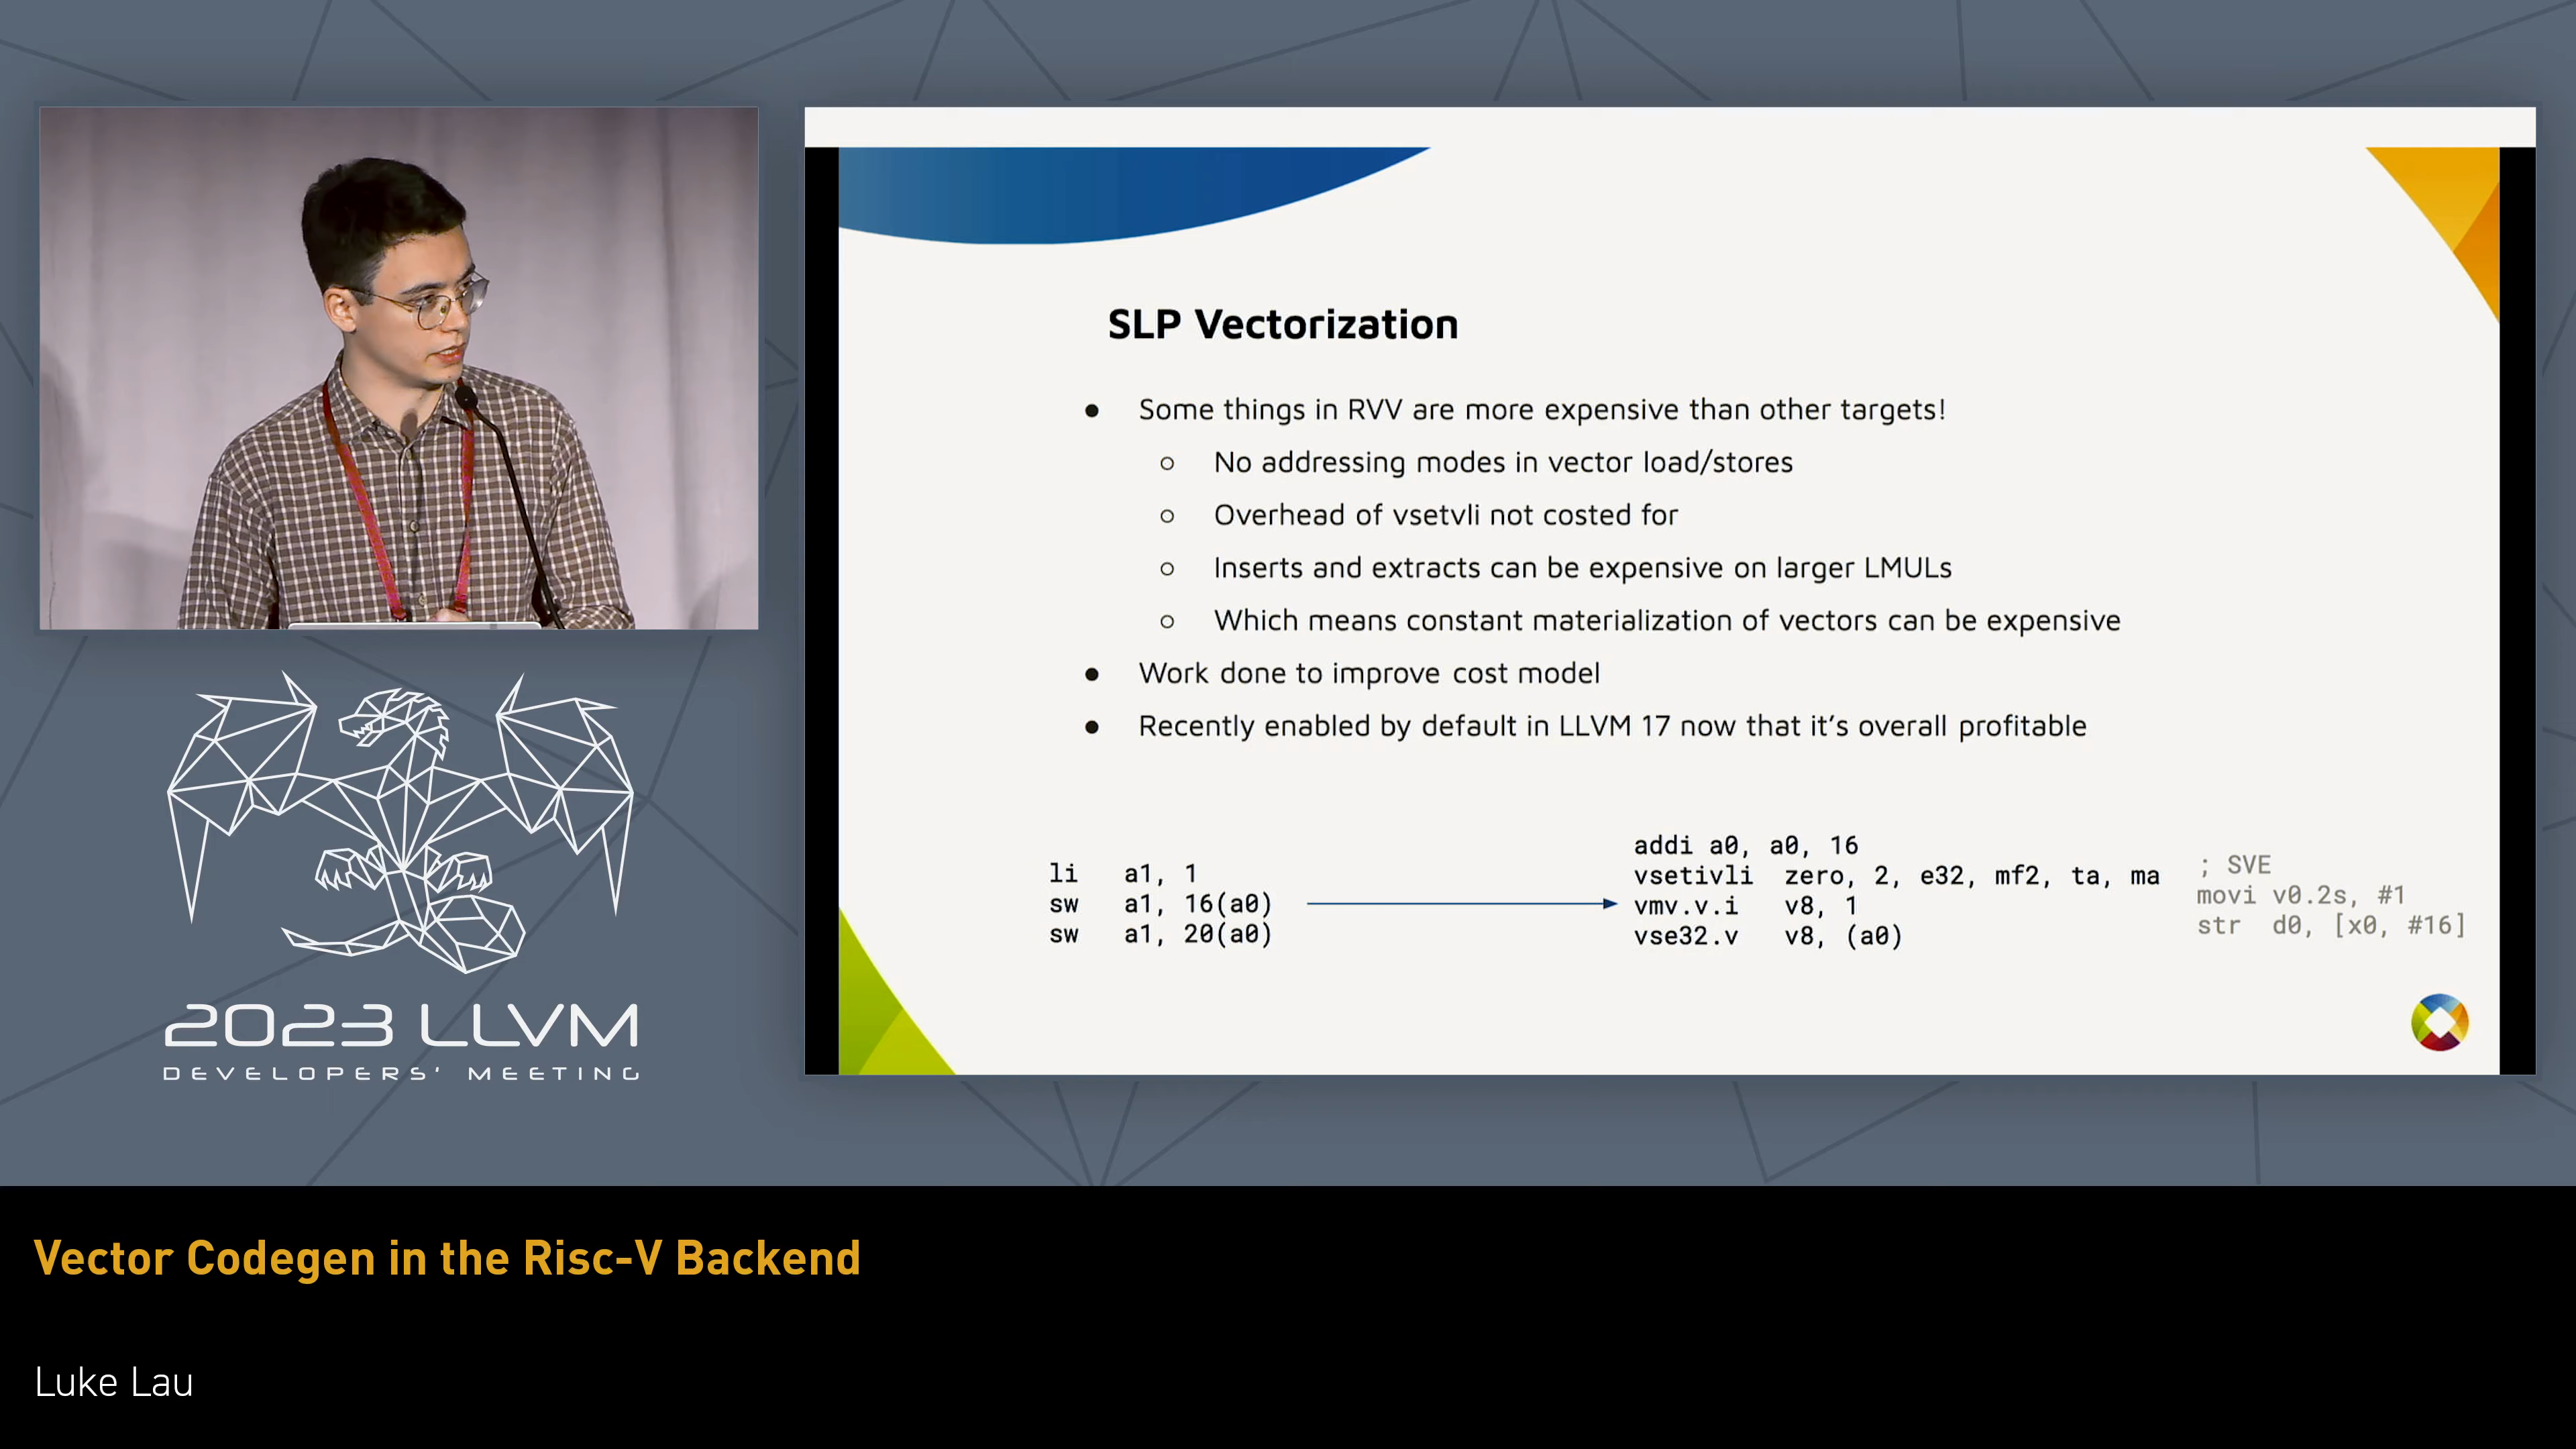 SLP Vectorization
● Some things in RVV are more expensive than other targets!
○ No addressing modes in vector load/stores
○ Overhead of vsetvli not costed for
○ Inserts and extracts can be expensive on larger LMULs
○ Which means constant materialization of vectors can be expensive
● Work done to improve cost model
● Recently enabled by default in LLVM 17 now that it's overall profitable
li a1, 1
sw a1, 16(a0)
sw a1, 20(a0)
addi a0, a0, 16
vsetivli zero, 2, e32, mf2, ta, ma
vmv.v.i v8, 1
vse32.v v8, (a0)
; SVE
movi v0.2s, #1
str d0, [x0, #16]
2023 LLVM
DEVELOPERS' MEETING
Vector Codegen in the Risc-V Backend
Luke Lau